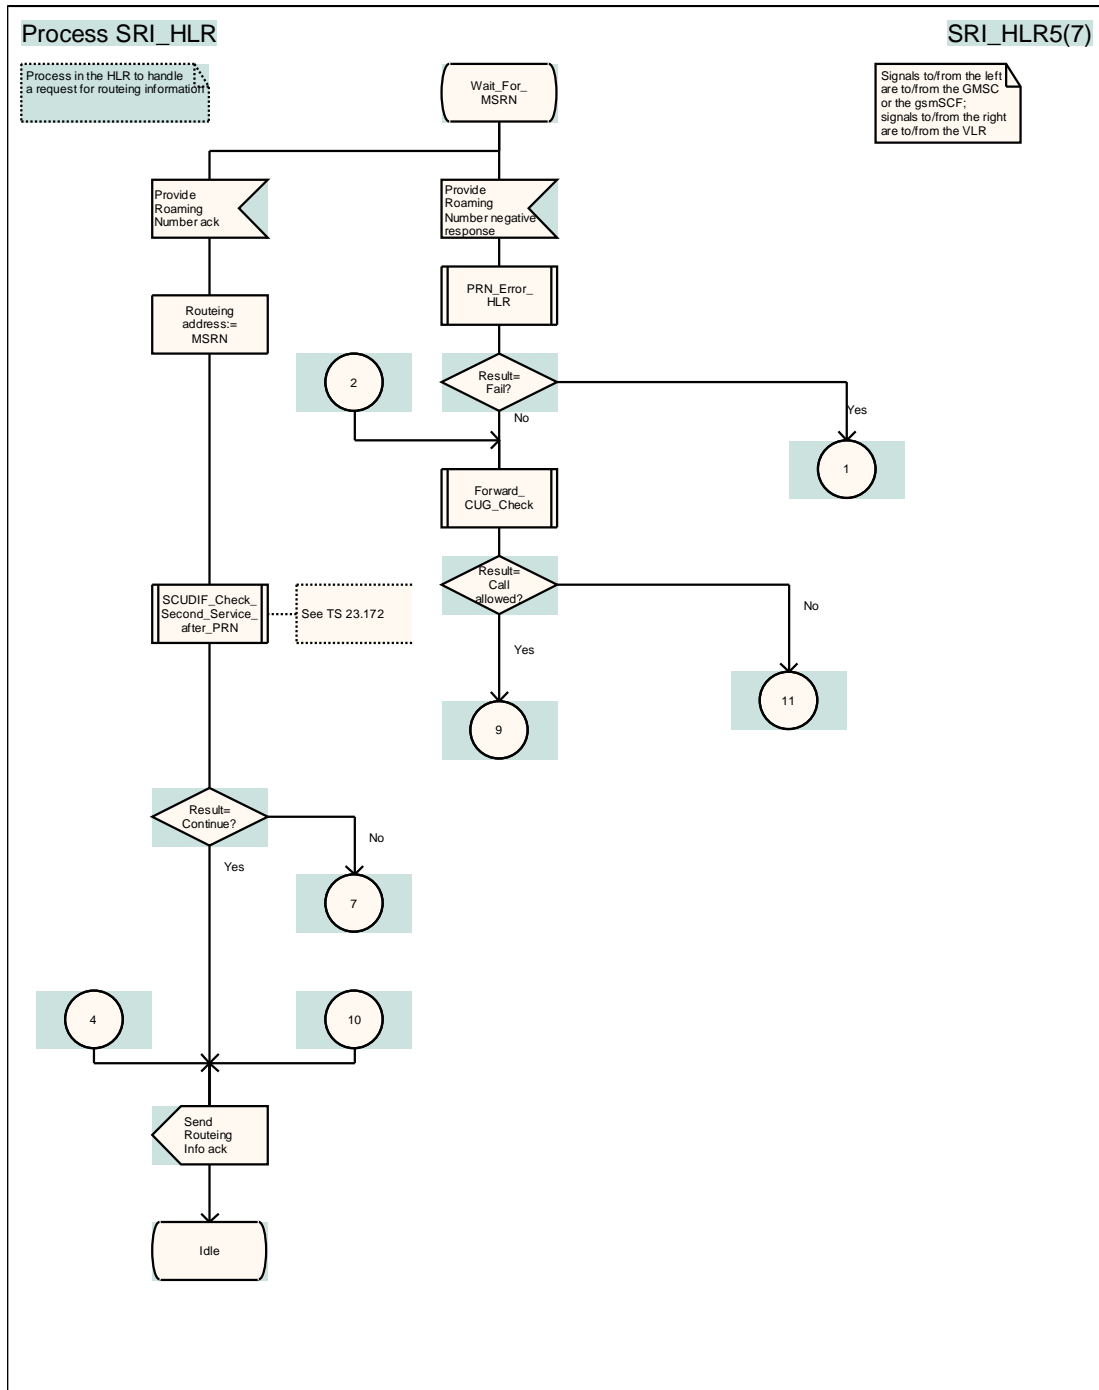 Process SRI_HLR
SRI_HLR5(7)
Process in the HLR to handle
a request for routeing information
Signals to/from the left
are to/from the GMSC
or the gsmSCF;
signals to/from the right
are to/from the VLR
Wait_For_
MSRN
Provide
Roaming
Number ack
Provide
Roaming
Number negative
response
PRN_Error_
HLR
Routeing
address:=
MSRN
2
Result=
Fail?
Yes
No
1
Forward_
CUG_Check
Result=
Call
allowed?
No
Yes
SCUDIF_Check_
Second_Service_
after_PRN
See TS 23.172
11
9
Result=
Continue?
No
Yes
7
4
10
Send
Routeing
Info ack
Idle